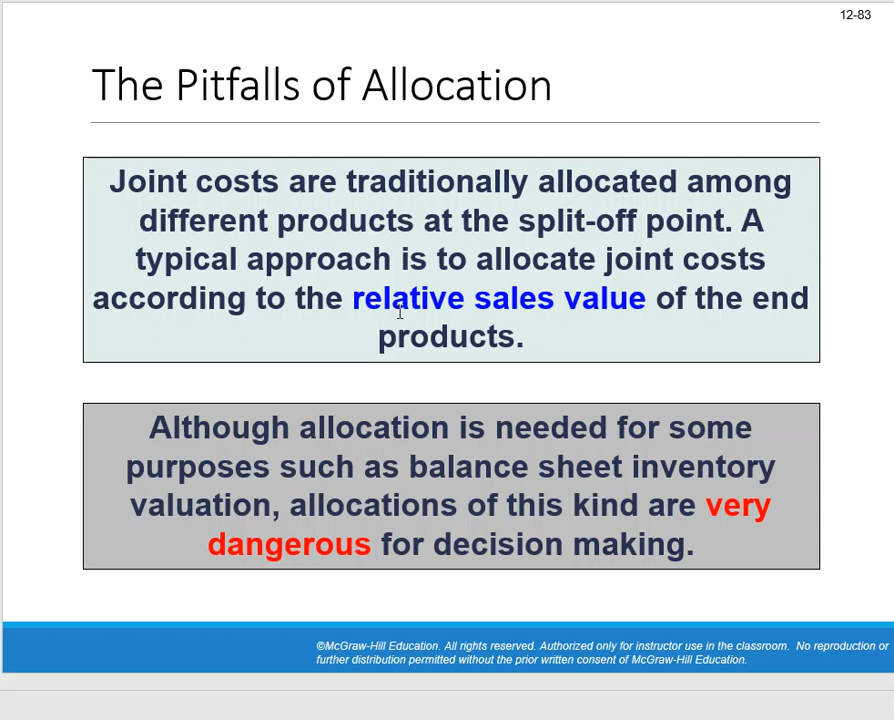 12-83
The Pitfalls of Allocation
Joint costs are traditionally allocated among
different products at the split-off point. A
typical approach is to allocate joint costs
according to the relative sales value of the end
products.
Although allocation is needed for some
purposes such as balance sheet inventory
valuation, allocations of this kind are very
dangerous for decision making.
©McGraw-Hill Education. All rights reserved. Authorized only for instructor use in the classroom. No reproduction or
further distribution permitted without the prior written consent of McGraw-Hill Education.